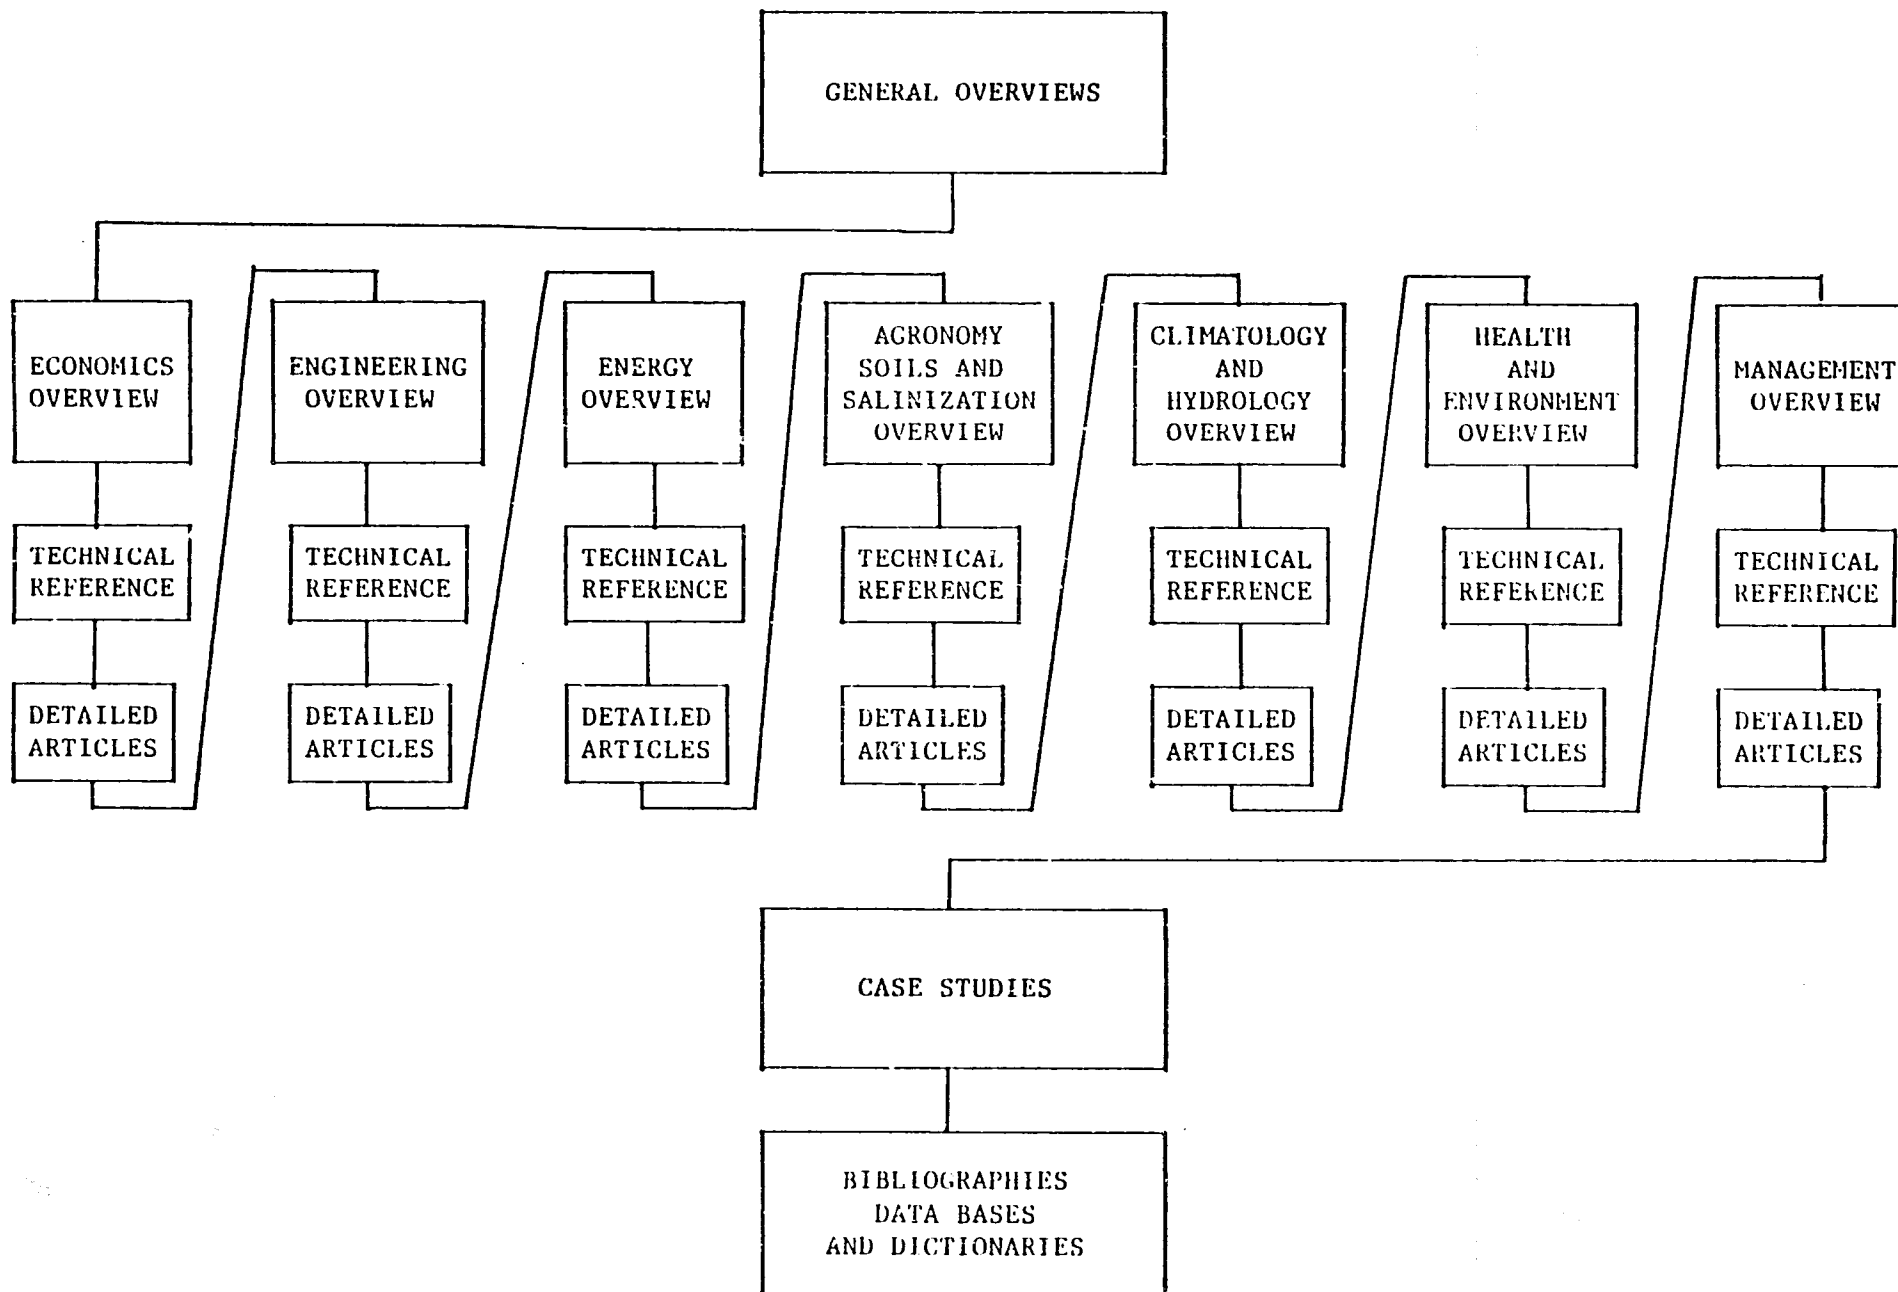 GENERAL OVERVIEWS
ECONOMICS
OVERVIEW
TECHNICAL
REFERENCE
DETAILED
ARTICLES
ENGINEERING
OVERVIEW
TECHNICAL
REFERENCE
DETAILED
ARTICLES
ENERGY
OVERVIEW
TECHNICAL
REFERENCE
DETAILED
ARTICLES
AGRONOMY
SOILS AND
SALINIZATION
OVERVIEW
TECHNICAL
REFERENCE
DETAILED
ARTICLES
CLIMATOLOGY
AND
HYDROLOGY
OVERVIEW
TECHNICAL
REFERENCE
DETAILED
ARTICLES
HEALTH
AND
ENVIRONMENT
OVERVIEW
TECHNICAL
REFERENCE
DETAILED
ARTICLES
MANAGEMENT
OVERVIEW
TECHNICAL
REFERENCE
DETAILED
ARTICLES
CASE STUDIES
BIBLIOGRAPHIES
DATA BASES
AND DICTIONARIES